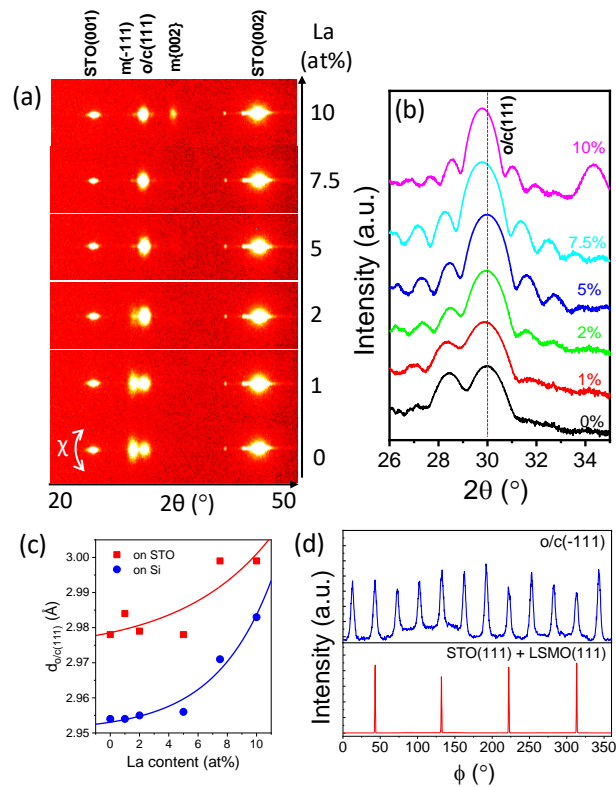 STO(001)
m(-111)
o/c(111)
m{002}
STO(002)
La
(at%)
(a)
10
7.5
5
2
1
0
χ
20
2θ (°)
50
(b)
o/c(111)
10%
7.5%
5%
2%
1%
0%
Intensity (a.u.)
26 28 30 32 34
2θ (°)
(c)
on STO
on Si
3.00
2.99
2.98
2.97
2.96
2.95
d o/c(111) (Å)
0 2 4 6 8 10
La content (at%)
(d)
o/c(-111)
STO(111) + LSMO(111)
Intensity (a.u.)
0 50 100 150 200 250 300 350
ϕ (°)